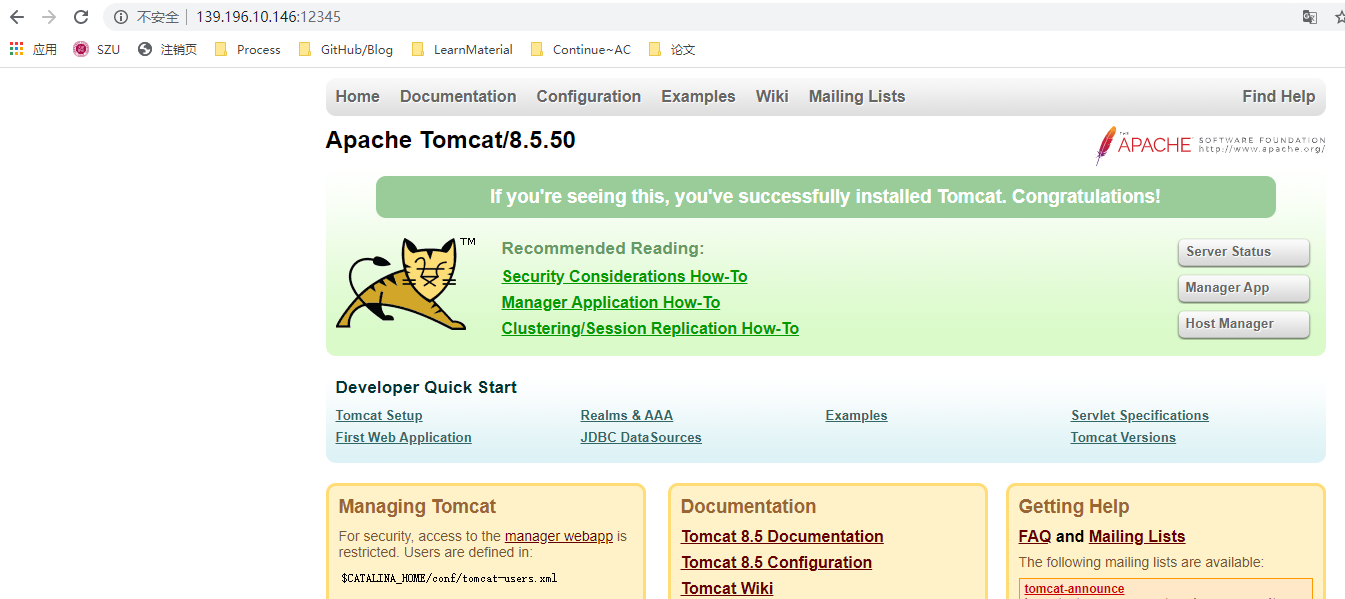 不安全 139.196.10.146:12345
应用 SZU 注销页 Process GitHub/Blog LearnMaterial Continue~AC 论文
Home Documentation Configuration Examples Wiki Mailing Lists Find Help
Apache Tomcat/8.5.50
THE APACHE SOFTWARE FOUNDATION
http://www.apache.org/
If you're seeing this, you've successfully installed Tomcat. Congratulations!
TM
Recommended Reading:
Security Considerations How-To
Manager Application How-To
Clustering/Session Replication How-To
Server Status
Manager App
Host Manager
Developer Quick Start
Tomcat Setup
First Web Application
Realms & AAA
JDBC DataSources
Examples
Servlet Specifications
Tomcat Versions
Managing Tomcat
For security, access to the manager webapp is
restricted. Users are defined in:
$CATALINA_HOME/conf/tomcat-users.xml
Documentation
Tomcat 8.5 Documentation
Tomcat 8.5 Configuration
Tomcat Wiki
Getting Help
FAQ and Mailing Lists
The following mailing lists are available:
tomcat-announce